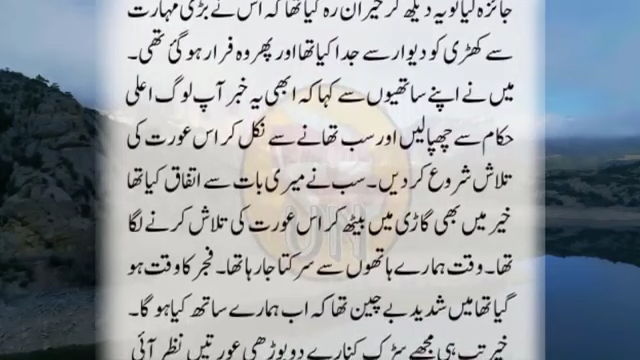 جائزہ لیا تو یہ دیکھ کر حیران رہ گیا تھا کہ اس نے بڑی مہارت
سے کھڑی کو دیوار سے جدا کیا تھا اور پھر وہ فرار ہو گئی تھی۔
میں نے اپنے ساتھیوں سے کہا کہ ابھی یہ خبر آپ لوگ اعلی
حکام سے چھپا لیں اور سب تھانے سے نکل کر اس عورت کی
تلاش شروع کر دیں۔ سب نے میری بات سے اتفاق کیا تھا
خیر میں بھی گاڑی میں بیٹھ کر اس عورت کی تلاش کرنے لگا
تھا۔ وقت ہمارے ہاتھوں سے سرکتا جا رہا تھا۔ فجر کا وقت ہو
گیا تھا میں شدید بے چین تھا کہ اب ہمارے ساتھ کیا ہو گا۔
خیر تب ہی مجھے سڑک کنارے دو بوڑھی عورتیں نظر آئی